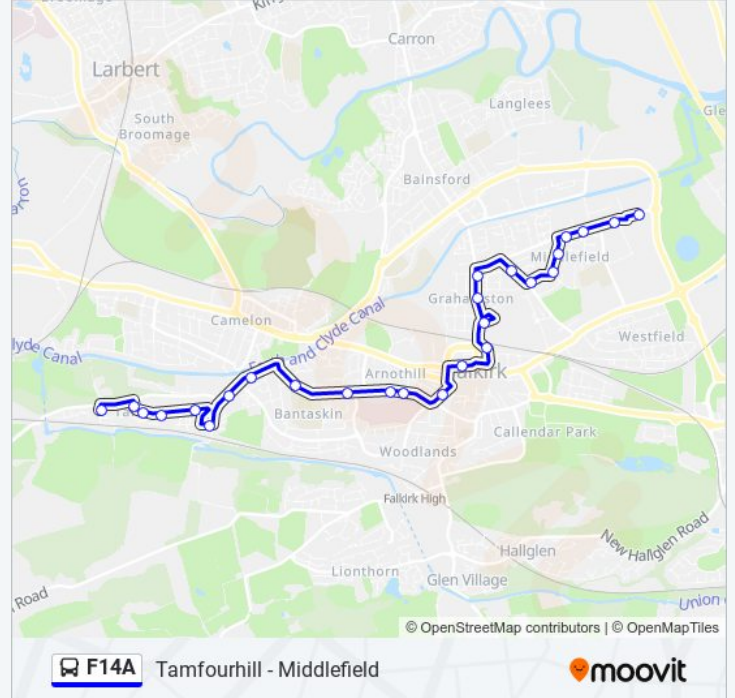 Carron
Larbert
Langlees
South
Broomage
Bainsford
Middlefield
Grahamston
Camelon
Forth and Clyde Canal
Clyde Canal
Westfield
Arnothill
Falkirk
Bantaskin
Callendar Park
Woodlands
Falkirk High
New Hallglen Road
Hallglen
Lionthorn
Glen Village
Road
Union
© OpenStreetMap contributors | © OpenMapTiles
F14A
Tamfourhill - Middlefield
moovit